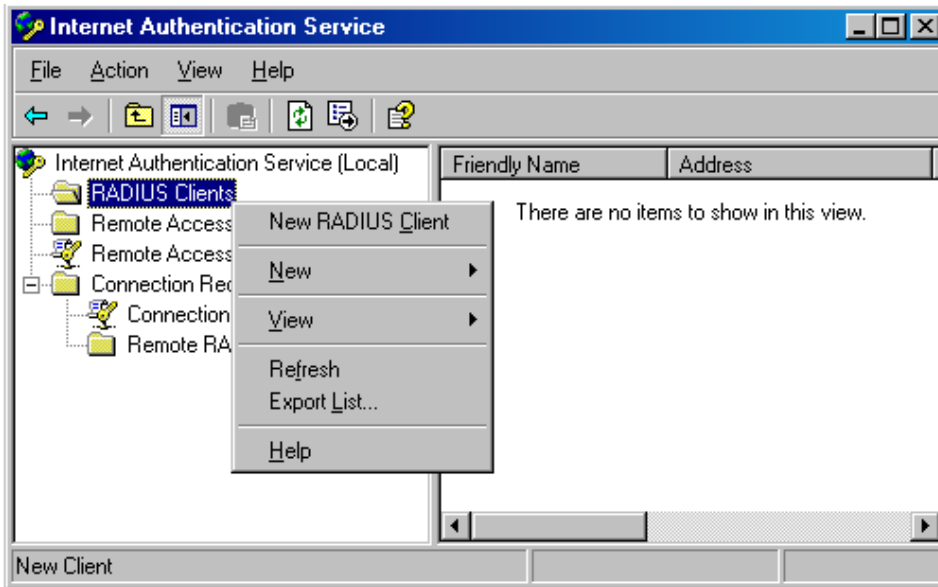 Internet Authentication Service
File Action View Help
Internet Authentication Service (Local)
RADIUS Clients
Remote Access
Remote Access
Connection Rec
Connection
Remote RA
Friendly Name Address
There are no items to show in this view.
New RADIUS Client
New
View
Refresh
Export List...
Help
New Client